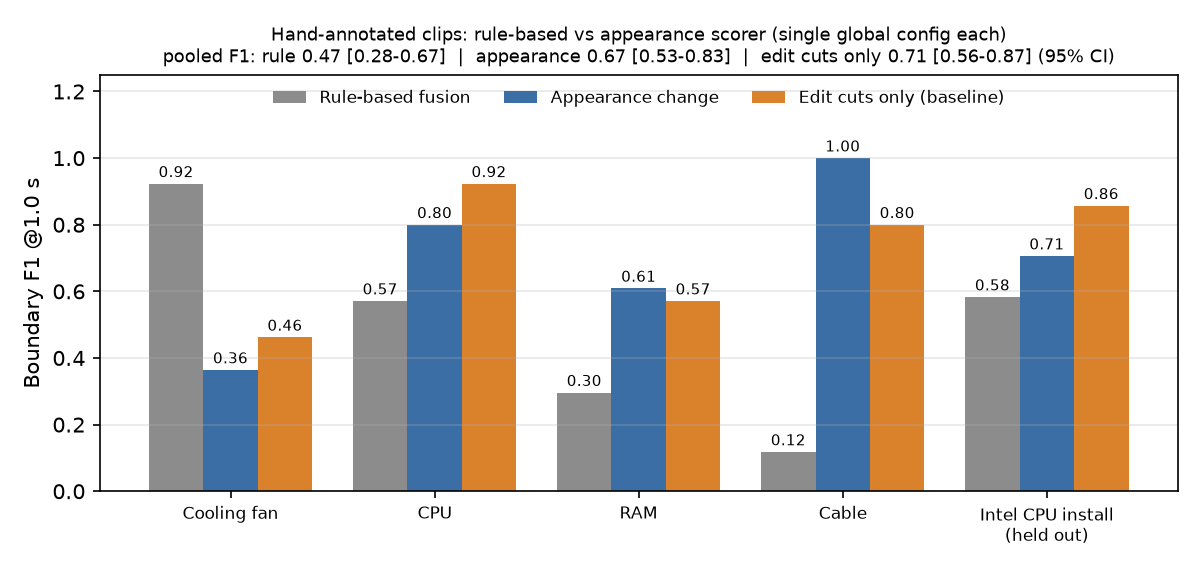 Hand-annotated clips: rule-based vs appearance scorer (single global config each)
pooled F1: rule 0.47 [0.28-0.67]  |  appearance 0.67 [0.53-0.83]  |  edit cuts only 0.71 [0.56-0.87] (95% CI)
Rule-based fusion
Appearance change
Edit cuts only (baseline)
Boundary F1 @1.0 s
1.2
1.0
0.8
0.6
0.4
0.2
0.0
0.92
0.36
0.46
0.57
0.80
0.92
0.30
0.61
0.57
0.12
1.00
0.80
0.58
0.71
0.86
Cooling fan
CPU
RAM
Cable
Intel CPU install
(held out)